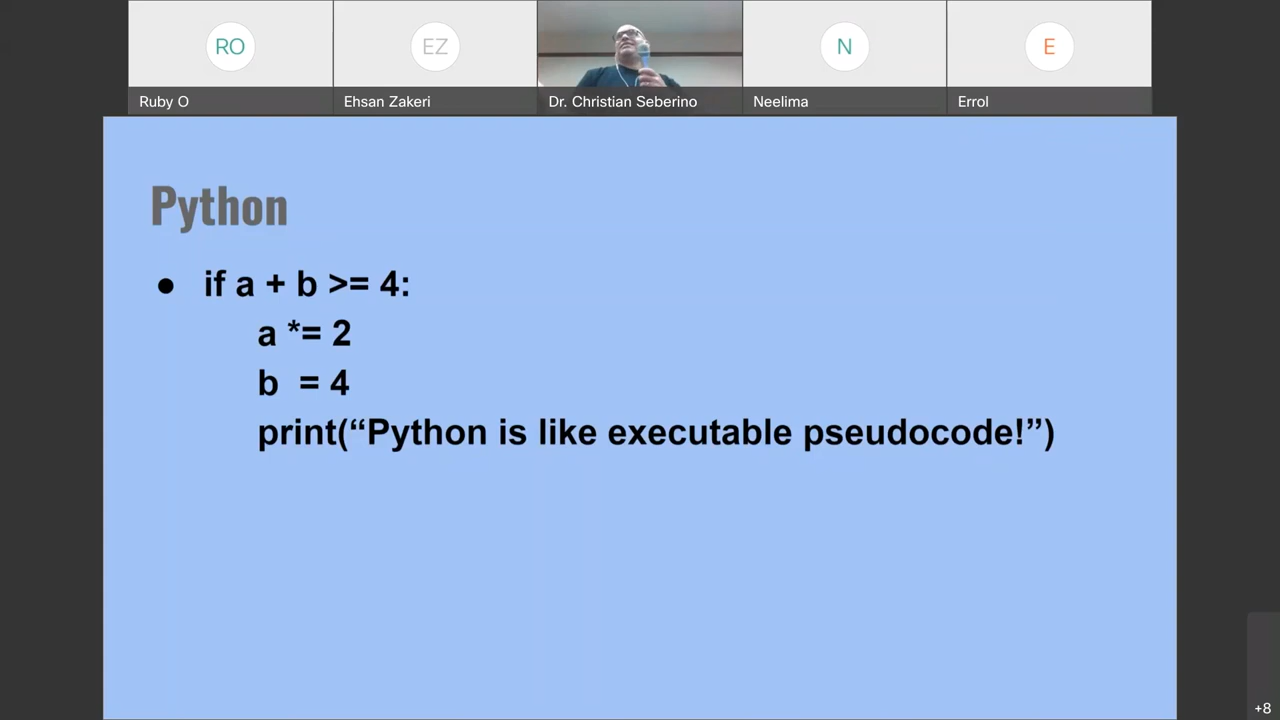 RO
EZ
N
E
Ruby O
Ehsan Zakeri
Dr. Christian Seberino
Neelima
Errol
Python
● if a + b >= 4:
a *= 2
b  = 4
print(“Python is like executable pseudocode!”)
+8